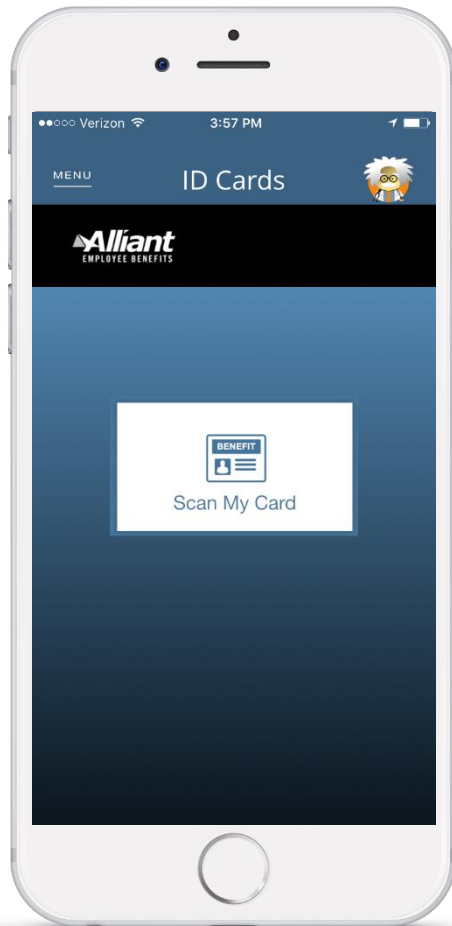 ●●○○○ Verizon 3:57 PM
MENU ID Cards
Alliant
EMPLOYEE BENEFITS
BENEFIT
Scan My Card